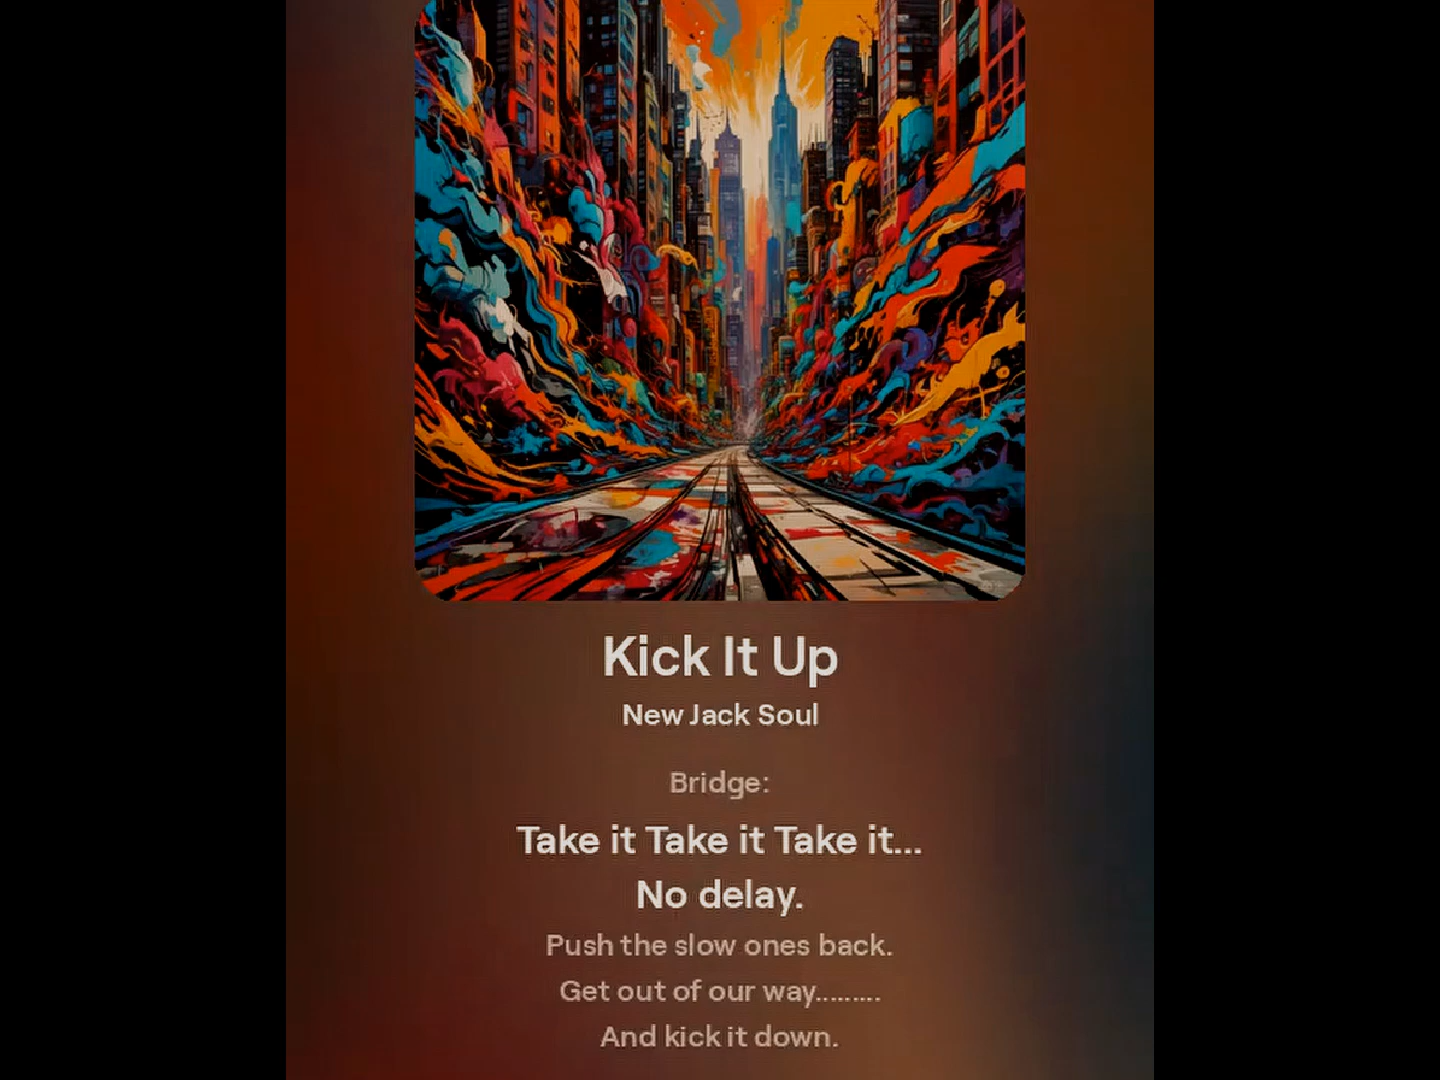 Kick It Up
New Jack Soul
Bridge:
Take it Take it Take it...
No delay.
Push the slow ones back.
Get out of our way.........
And kick it down.